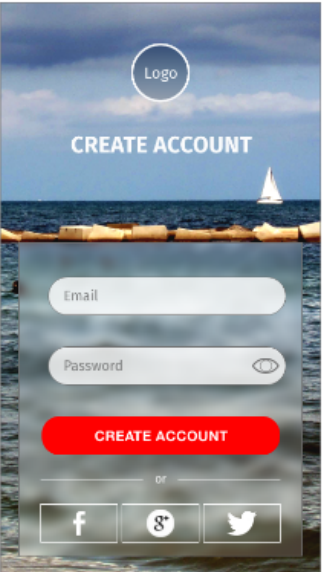 Logo
CREATE ACCOUNT
Email
Password
CREATE ACCOUNT
or
f g+